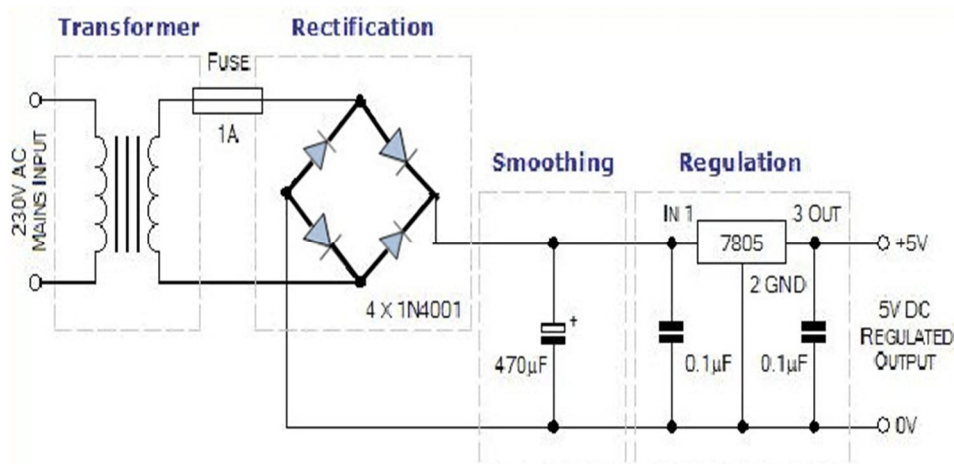 Transformer
Rectification
FUSE
1A
230V AC
MAINS INPUT
4 X 1N4001
Smoothing
Regulation
IN 1
3 OUT
7805
2 GND
+5V
+
470µF
0.1µF
0.1µF
5V DC
REGULATED
OUTPUT
0V